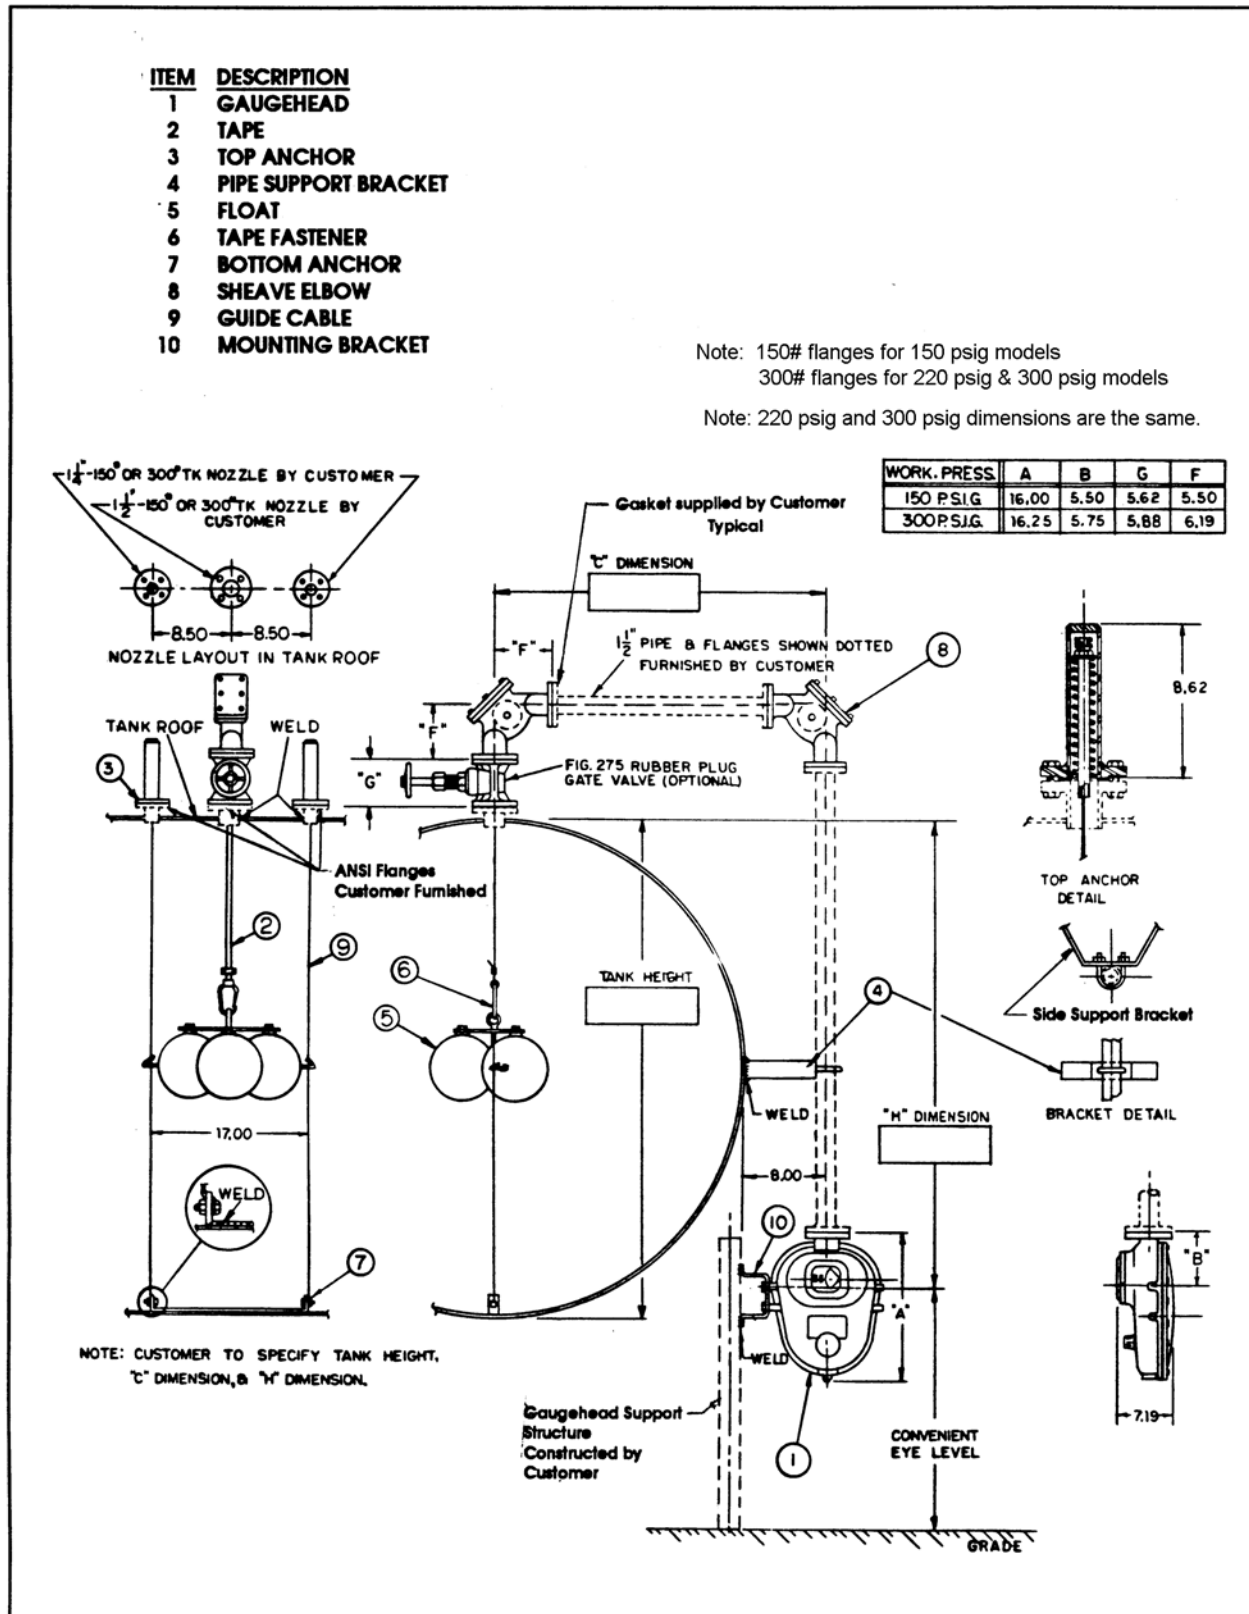 ITEM DESCRIPTION
1 GAUGEHEAD
2 TAPE
3 TOP ANCHOR
4 PIPE SUPPORT BRACKET
5 FLOAT
6 TAPE FASTENER
7 BOTTOM ANCHOR
8 SHEAVE ELBOW
9 GUIDE CABLE
10 MOUNTING BRACKET
Note: 150# flanges for 150 psig models
300# flanges for 220 psig & 300 psig models
Note: 220 psig and 300 psig dimensions are the same.
WORK. PRESS. A B G F
150 P.S.I.G. 16.00 5.50 5.62 5.50
300 P.S.I.G. 16.25 5.75 5.88 6.19
1¼"-150# OR 300# TK NOZZLE BY CUSTOMER
1½"-150# OR 300# TK NOZZLE BY
CUSTOMER
8.50 8.50
NOZZLE LAYOUT IN TANK ROOF
Gasket supplied by Customer
Typical
"C" DIMENSION
"F"
1½" PIPE & FLANGES SHOWN DOTTED
FURNISHED BY CUSTOMER
8
"F"
"G"
FIG. 275 RUBBER PLUG
GATE VALVE (OPTIONAL)
TANK ROOF
WELD
3
ANSI Flanges
Customer Furnished
2
9
6
5
TANK HEIGHT
4
WELD
"H" DIMENSION
8.00
17.00
WELD
7
10
"A"
WELD
1
NOTE: CUSTOMER TO SPECIFY TANK HEIGHT,
"C" DIMENSION, & "H" DIMENSION.
Gaugehead Support
Structure
Constructed by
Customer
CONVENIENT
EYE LEVEL
GRADE
8.62
TOP ANCHOR
DETAIL
Side Support Bracket
BRACKET DETAIL
"B"
7.19